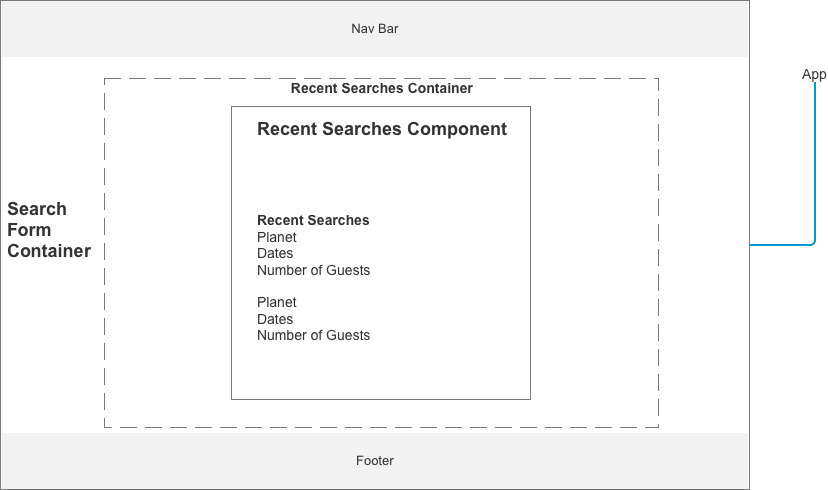 Nav Bar
App
Recent Searches Container
Recent Searches Component
Search
Form
Container
Recent Searches
Planet
Dates
Number of Guests
Planet
Dates
Number of Guests
Footer